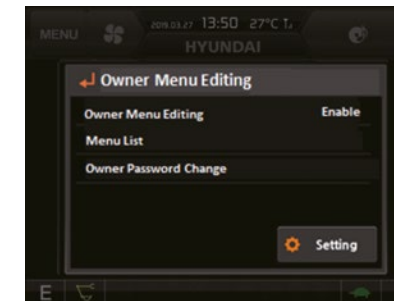 MENU
2019.03.27 13:50 27°C
HYUNDAI
Owner Menu Editing
Owner Menu Editing Enable
Menu List
Owner Password Change
Setting
E